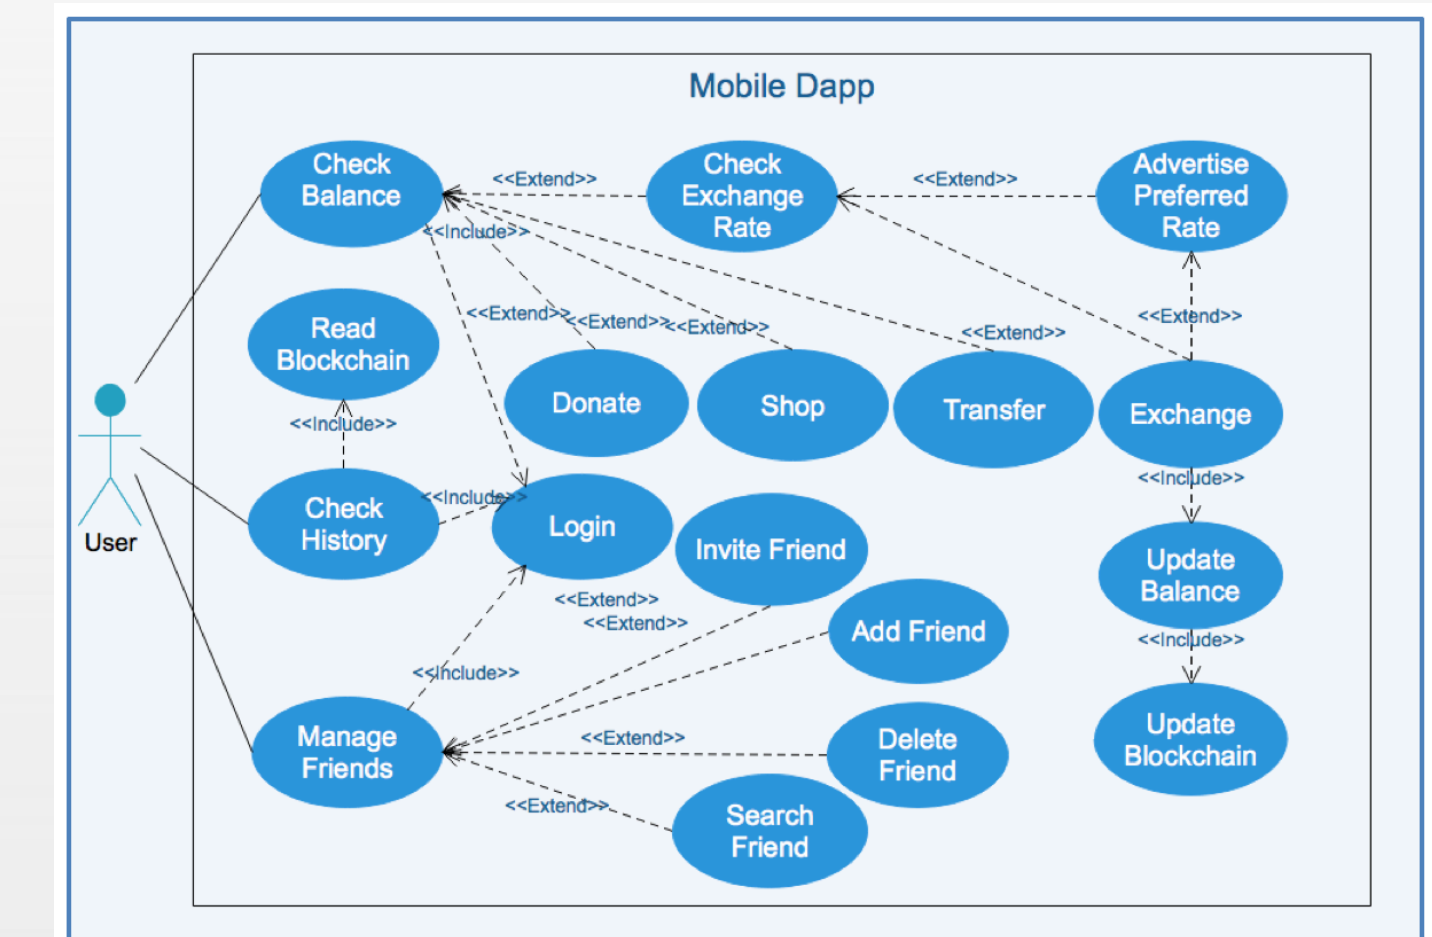 Mobile Dapp
Check
Balance
<<Extend>>
Check
Exchange
Rate
<<Extend>>
Advertise
Preferred
Rate
<<Include>>
Read
Blockchain
<<Extend>>
<<Extend>>
<<Extend>>
<<Extend>>
<<Extend>>
Donate
Shop
Transfer
Exchange
<<Include>>
Check
History
<<Include>>
Login
<<Include>>
User
Invite Friend
Update
Balance
<<Extend>>
<<Extend>>
Add Friend
<<Include>>
<<Include>>
Manage
Friends
<<Extend>>
Delete
Friend
Update
Blockchain
<<Extend>>
Search
Friend